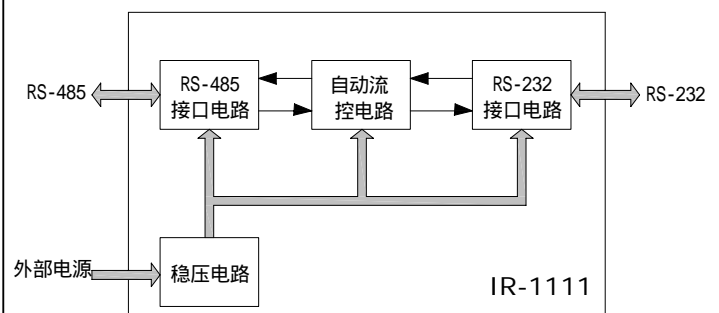 RS-485
RS-485
接口电路
自动流
控电路
RS-232
接口电路
RS-232
外部电源
稳压电路
IR-1111